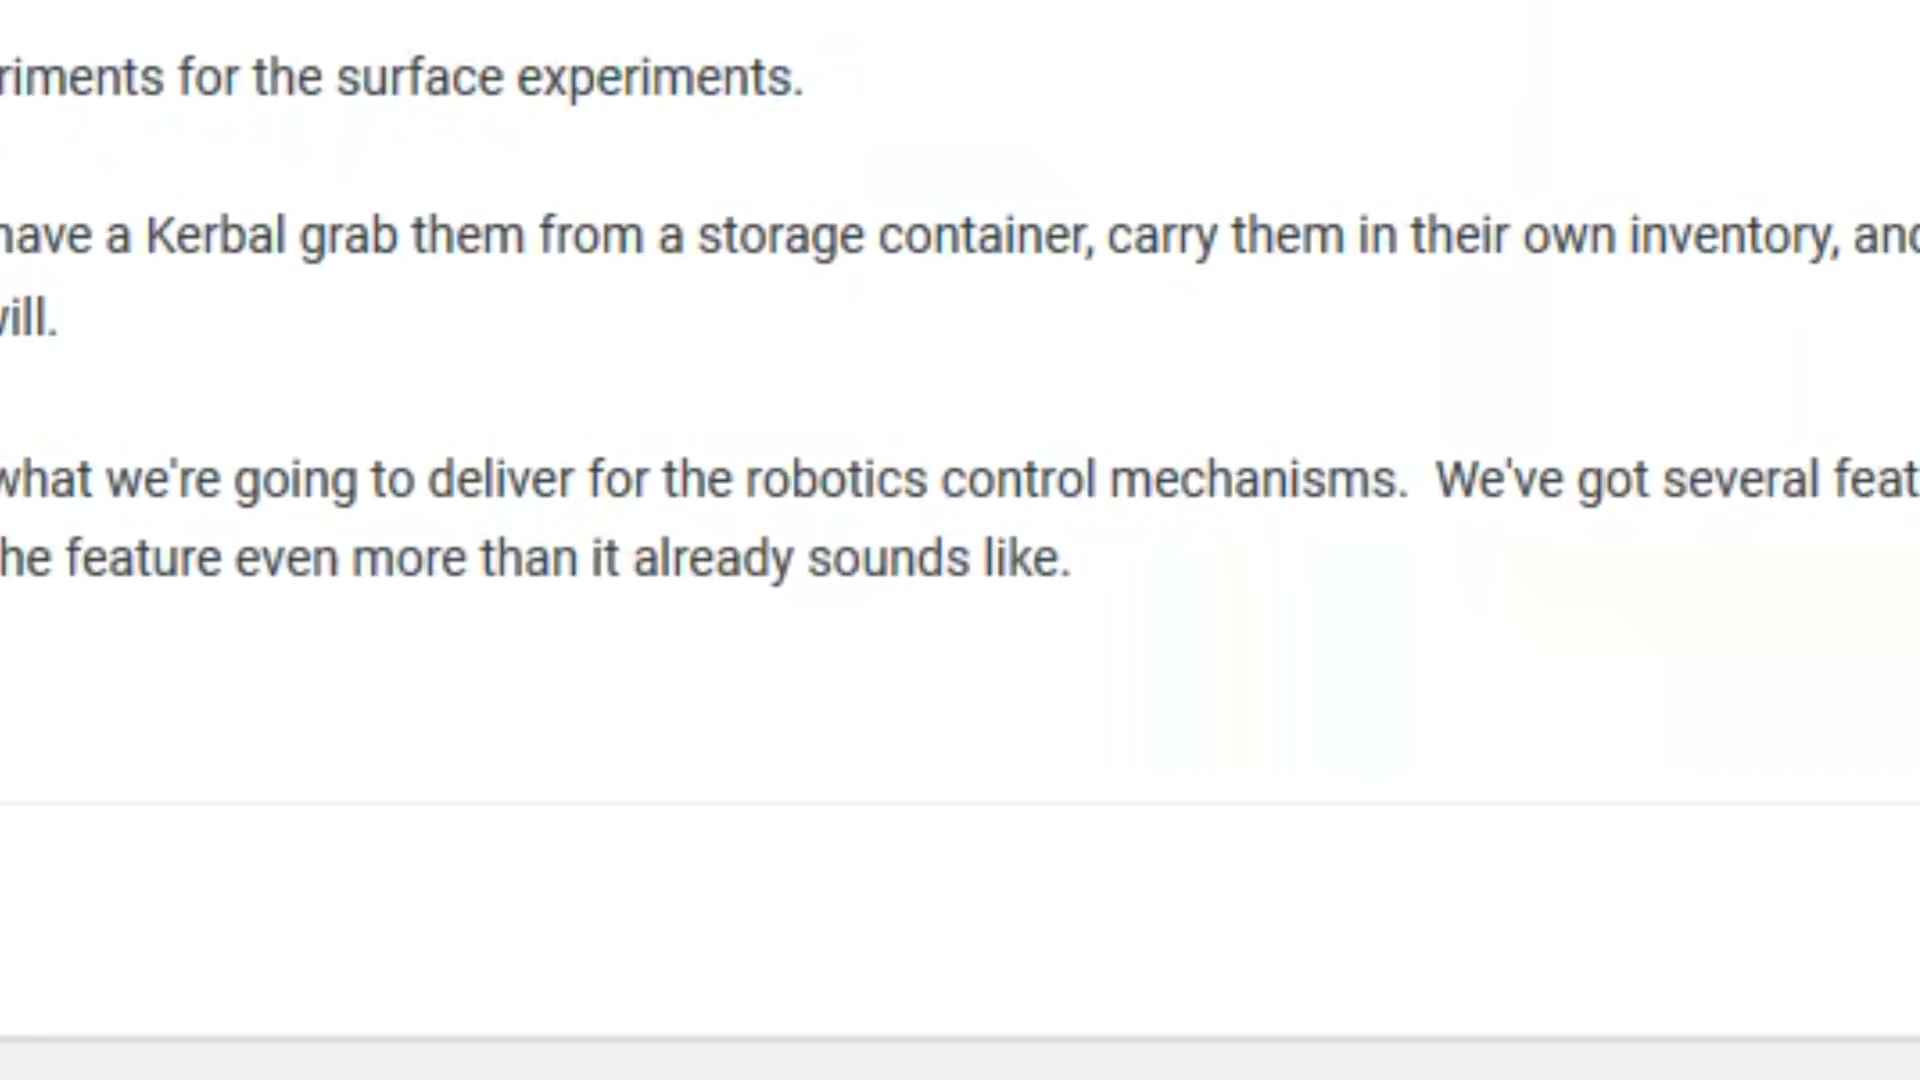 riments for the surface experiments.
have a Kerbal grab them from a storage container, carry them in their own inventory, and
will.
what we're going to deliver for the robotics control mechanisms.  We've got several feat
he feature even more than it already sounds like.